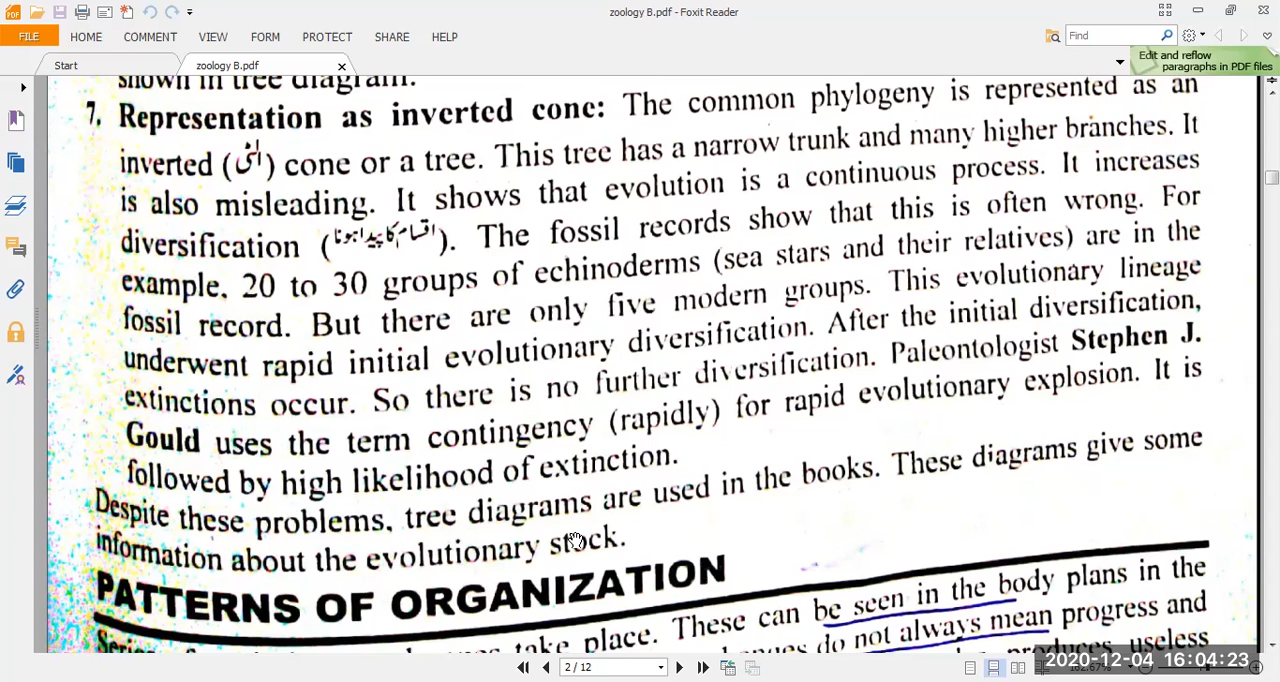 zoology B.pdf - Foxit Reader
FILE HOME COMMENT VIEW FORM PROTECT SHARE HELP
Find
Start zoology B.pdf
Edit and reflow
paragraphs in PDF files
shown in tree diagram.
7. Representation as inverted cone: The common phylogeny is represented as an
inverted (الٹی) cone or a tree. This tree has a narrow trunk and many higher branches. It
is also misleading. It shows that evolution is a continuous process. It increases
diversification (اقسام کا پیدا ہونا). The fossil records show that this is often wrong. For
example, 20 to 30 groups of echinoderms (sea stars and their relatives) are in the
fossil record. But there are only five modern groups. This evolutionary lineage
underwent rapid initial evolutionary diversification. After the initial diversification,
extinctions occur. So there is no further diversification. Paleontologist Stephen J.
Gould uses the term contingency (rapidly) for rapid evolutionary explosion. It is
followed by high likelihood of extinction.
Despite these problems, tree diagrams are used in the books. These diagrams give some
information about the evolutionary stock.
PATTERNS OF ORGANIZATION
take place. These can be seen in the body plans in the
do not always mean progress and
useless
2 / 12
2020-12-04 16:04:23